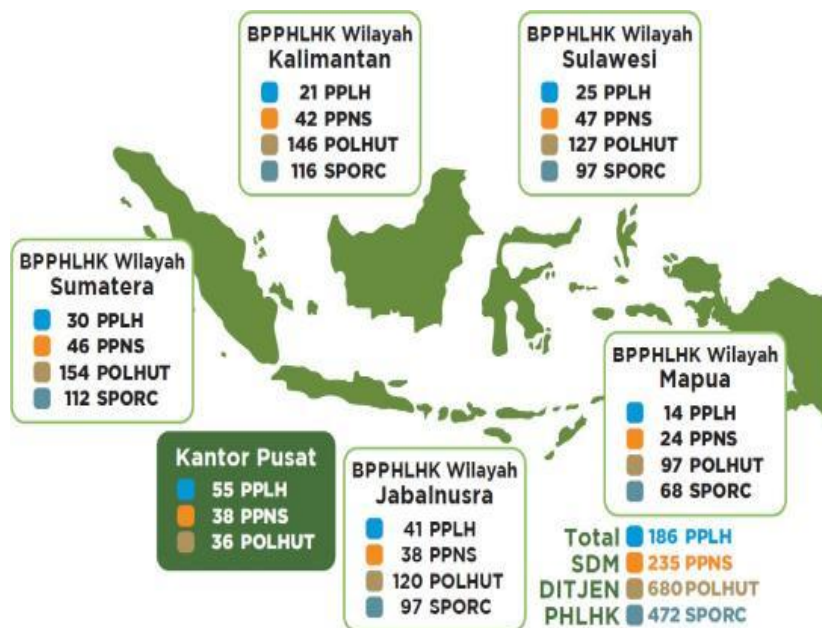 BPPHLHK Wilayah
Kalimantan
21 PPLH
42 PPNS
146 POLHUT
116 SPORC
BPPHLHK Wilayah
Sulawesi
25 PPLH
47 PPNS
127 POLHUT
97 SPORC
BPPHLHK Wilayah
Sumatera
30 PPLH
46 PPNS
154 POLHUT
112 SPORC
BPPHLHK Wilayah
Mapua
14 PPLH
24 PPNS
97 POLHUT
68 SPORC
Kantor Pusat
55 PPLH
38 PPNS
36 POLHUT
BPPHLHK Wilayah
Jabalnusra
41 PPLH
38 PPNS
120 POLHUT
97 SPORC
Total 186 PPLH
SDM 235 PPNS
DITJEN 680 POLHUT
PHLHK 472 SPORC